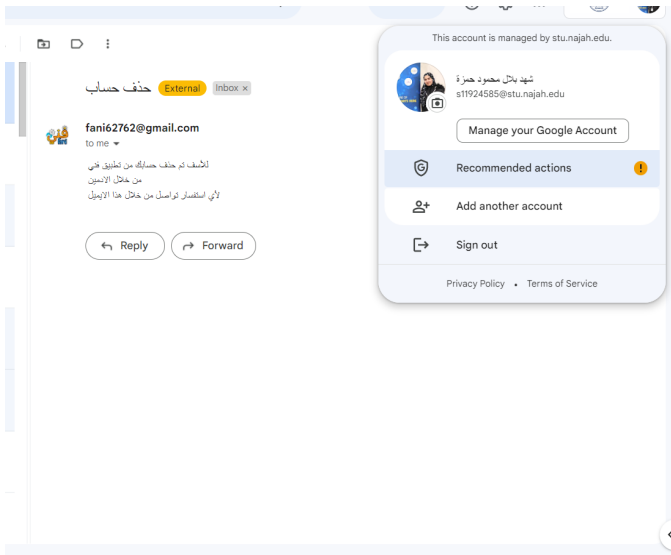 حذف حساب External Inbox ×
fani62762@gmail.com
to me
للأسف تم حذف حسابك من تطبيق فني
من خلال الادمين
لأي استفسار تواصل من خلال هذا الايميل
Reply
Forward
This account is managed by stu.najah.edu.
شهد بلال محمود حمزة
s11924585@stu.najah.edu
Manage your Google Account
Recommended actions
Add another account
Sign out
Privacy Policy • Terms of Service